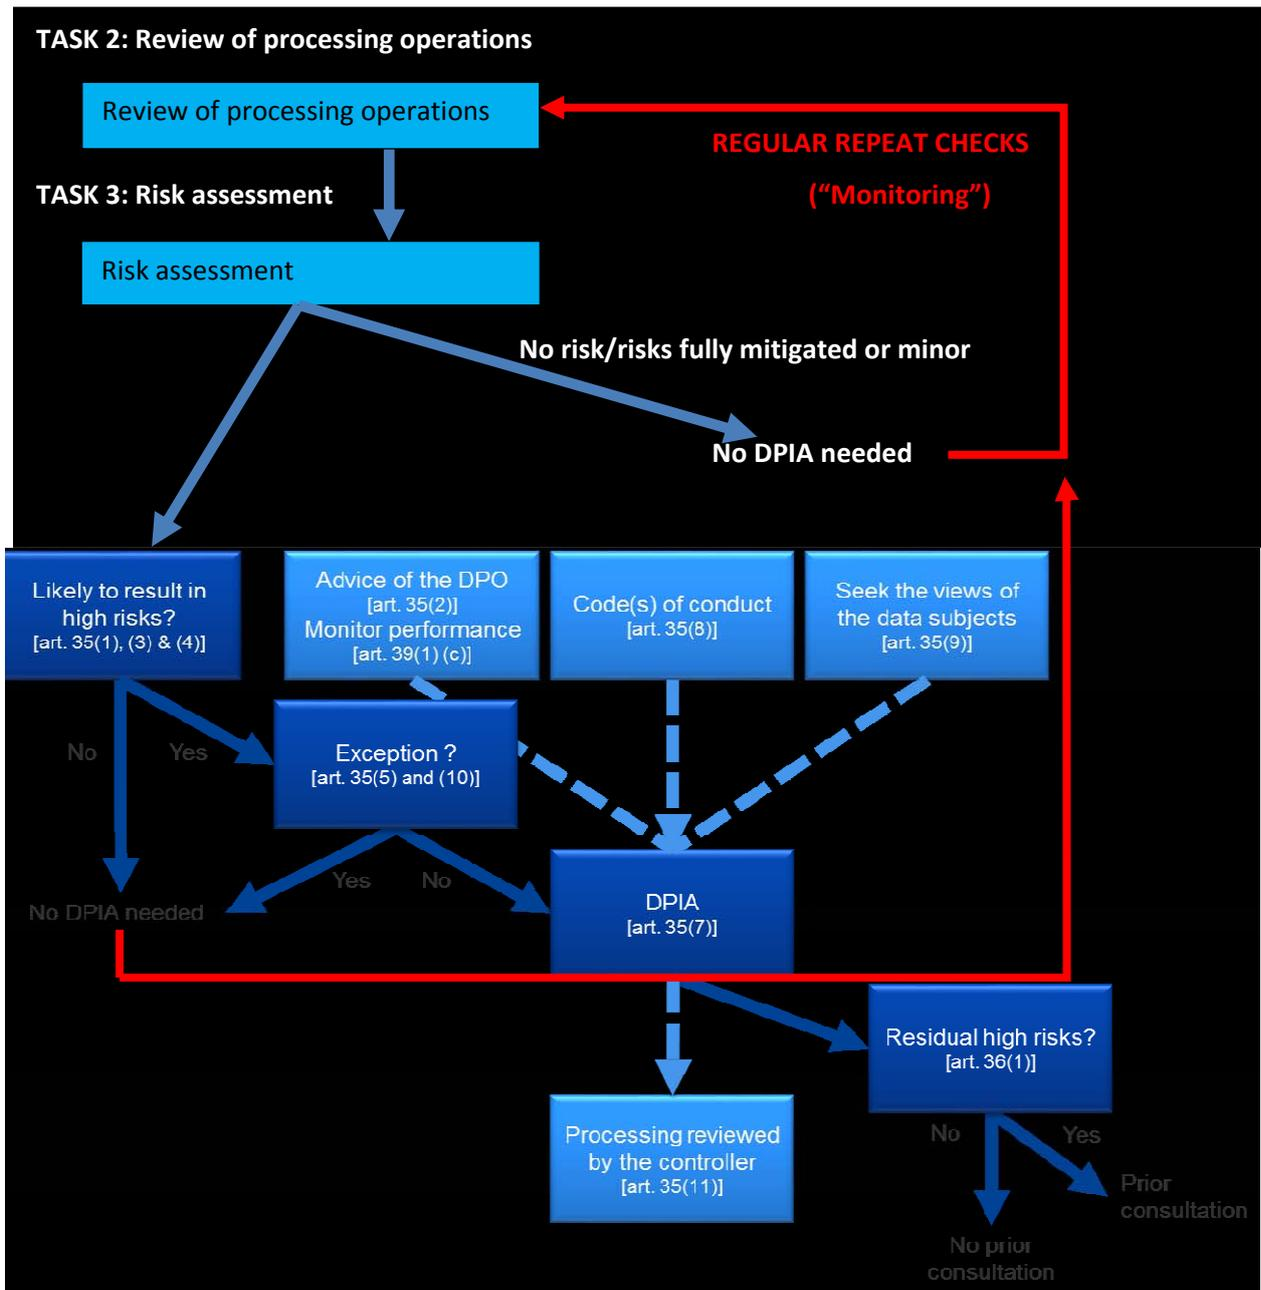 TASK 2: Review of processing operations
Review of processing operations
REGULAR REPEAT CHECKS
(“Monitoring”)
TASK 3: Risk assessment
Risk assessment
No risk/risks fully mitigated or minor
No DPIA needed
Likely to result in
high risks?
[art. 35(1), (3) & (4)]
Advice of the DPO
[art. 35(2)]
Monitor performance
[art. 39(1) (c)]
Code(s) of conduct
[art. 35(8)]
Seek the views of
the data subjects
[art. 35(9)]
No
Yes
Exception ?
[art. 35(5) and (10)]
Yes
No
No DPIA needed
DPIA
[art. 35(7)]
Residual high risks?
[art. 36(1)]
Processing reviewed
by the controller
[art. 35(11)]
No
Yes
Prior
consultation
No prior
consultation